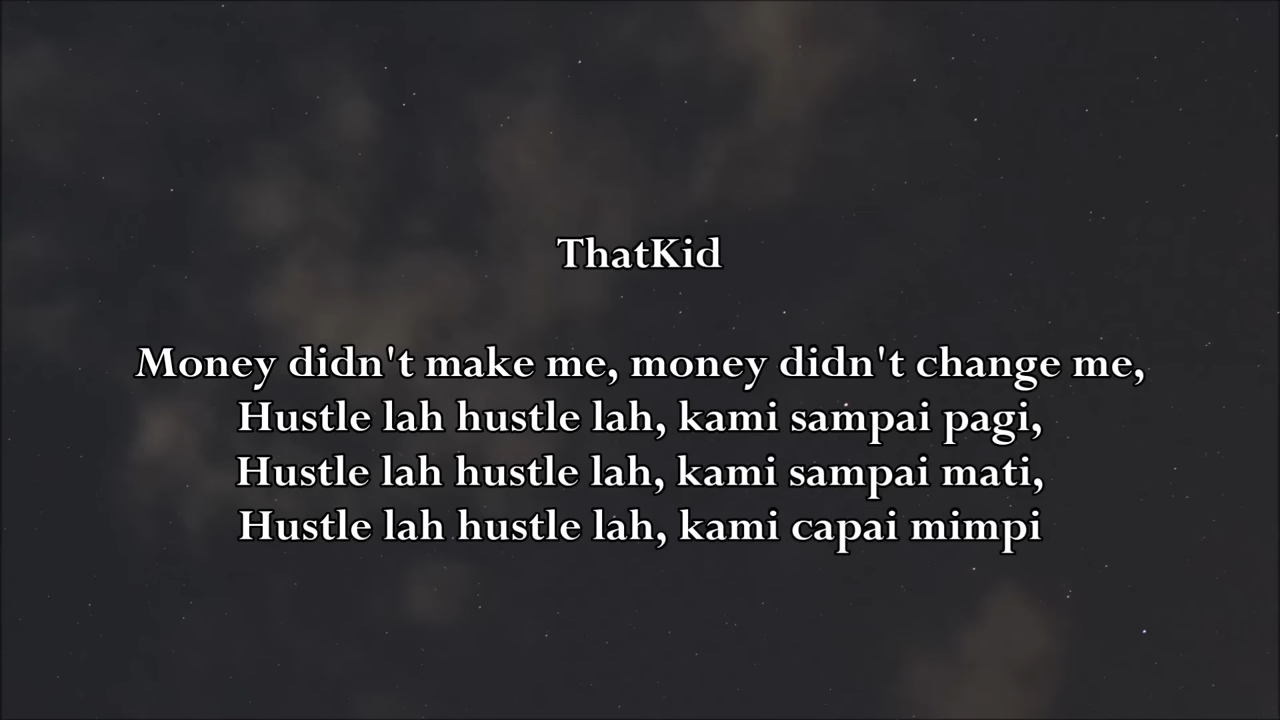 ThatKid
Money didn't make me, money didn't change me,
Hustle lah hustle lah, kami sampai pagi,
Hustle lah hustle lah, kami sampai mati,
Hustle lah hustle lah, kami capai mimpi